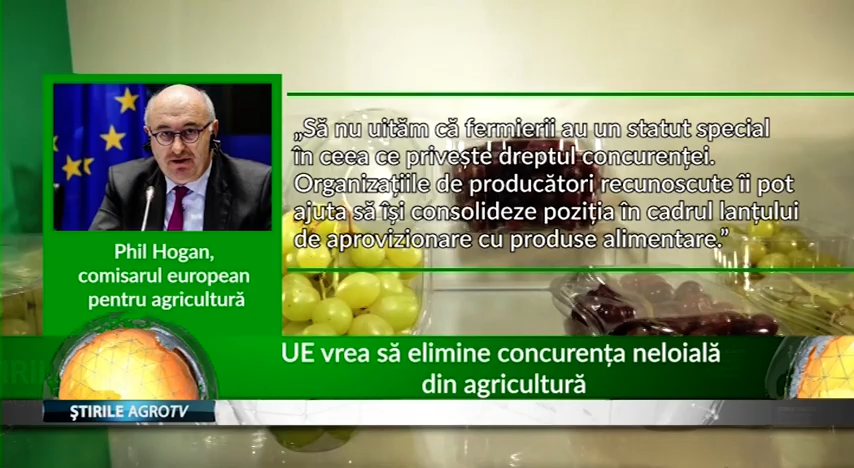 „Să nu uităm că fermierii au un statut special
în ceea ce privește dreptul concurenței.
Organizațiile de producători recunoscute îi pot
ajuta să își consolideze poziția în cadrul lanțului
de aprovizionare cu produse alimentare.”
Phil Hogan,
comisarul european
pentru agricultură
UE vrea să elimine concurența neloială
din agricultură
ȘTIRILE AGROTV